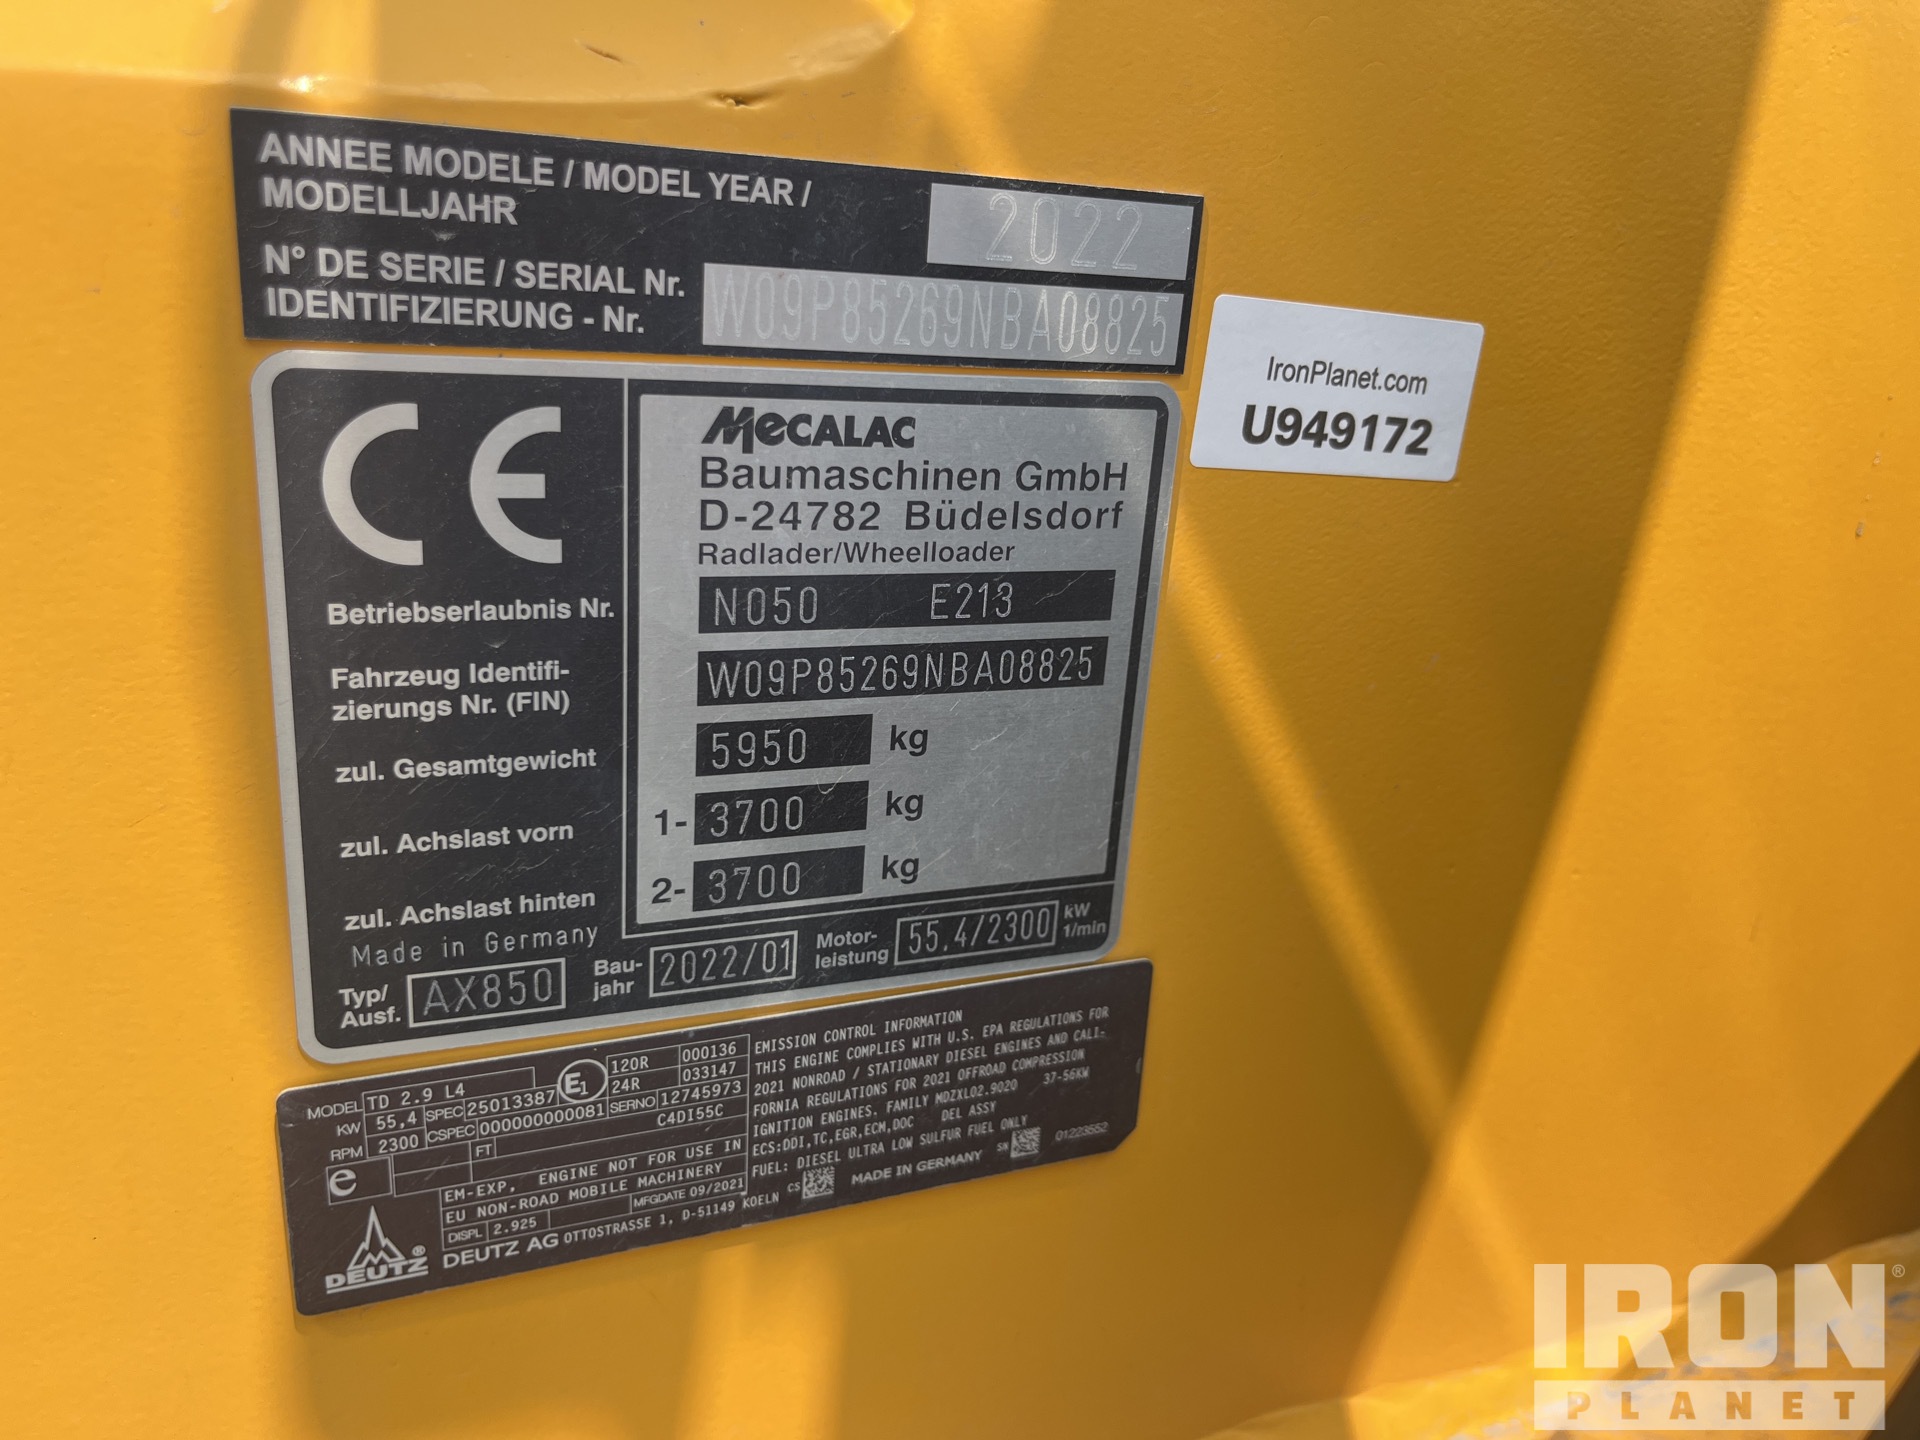 ANNEE MODELE / MODEL YEAR /
MODELLJAHR
2022
N° DE SERIE / SERIAL Nr.
IDENTIFIZIERUNG - Nr.
W09P85269NBA08825
IronPlanet.com
U949172
CE
MECALAC
Baumaschinen GmbH
D-24782 Büdelsdorf
Radlader/Wheelloader
Betriebserlaubnis Nr.
N050 E213
Fahrzeug Identifi-
zierungs Nr. (FIN)
W09P85269NBA08825
zul. Gesamtgewicht
5950 kg
zul. Achslast vorn
1- 3700 kg
zul. Achslast hinten
2- 3700 kg
Made in Germany
Typ/
Ausf.
AX850
Bau-
jahr
2022/01
Motor-
leistung
55.4/2300
kW
1/min
MODEL TD 2.9 L4
KW 55,4 SPEC 25013387
RPM 2300 CSPEC 000000000081
E1
120R 000136
24R 033147
SERNO 12745973
C4DI55C
FT
e
EM-EXP. ENGINE NOT FOR USE IN
EU NON-ROAD MOBILE MACHINERY
DISPL 2.925 MFGDATE 09/2021
DEUTZ AG OTTOSTRASSE 1, D-51149 KOELN
DEUTZ®
EMISSION CONTROL INFORMATION
THIS ENGINE COMPLIES WITH U.S. EPA REGULATIONS FOR
2021 NONROAD / STATIONARY DIESEL ENGINES AND CALI-
FORNIA REGULATIONS FOR 2021 OFFROAD COMPRESSION
IGNITION ENGINES. FAMILY MDZXL02.9020 37-56KW
ECS:DDI,TC,EGR,ECM,DOC DEL ASSY
FUEL: DIESEL ULTRA LOW SULFUR FUEL ONLY
CS MADE IN GERMANY SN 01223552
IRON®
PLANET